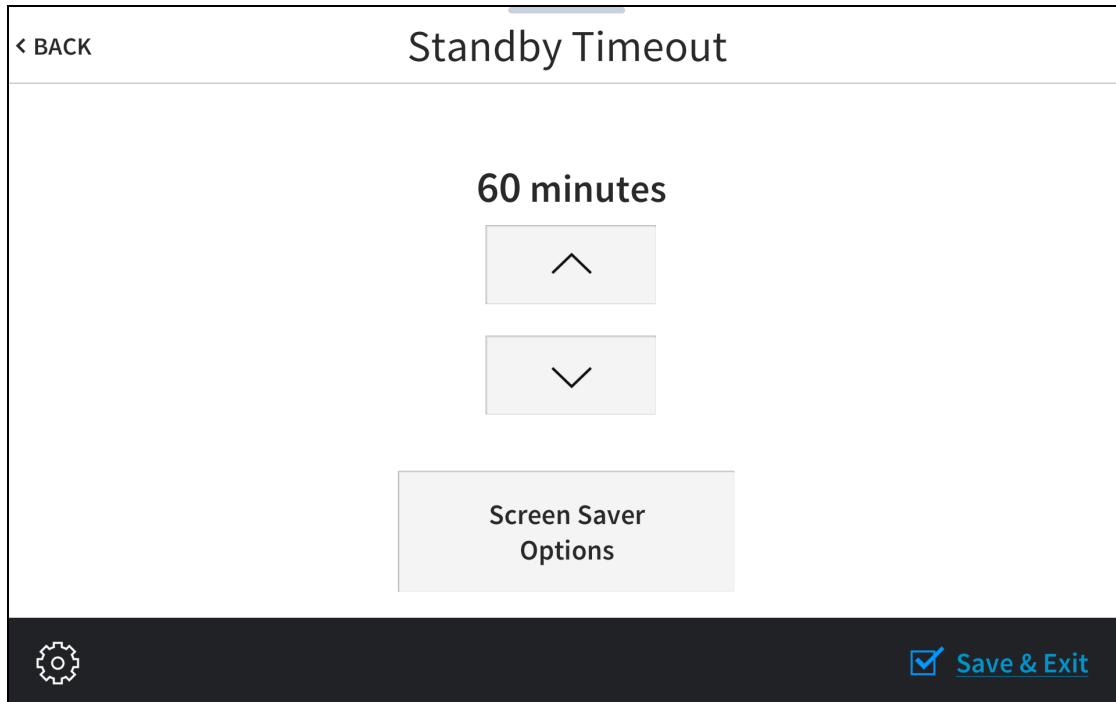 < BACK
Standby Timeout
60 minutes
Screen Saver
Options
Save & Exit